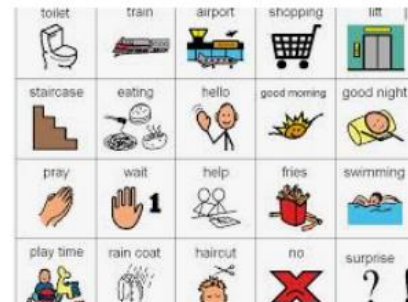 toilet
train
airport
shopping
lift
staircase
eating
hello
good morning
good night
pray
wait
1
help
fries
swimming
play time
rain coat
haircut
no
surprise
?